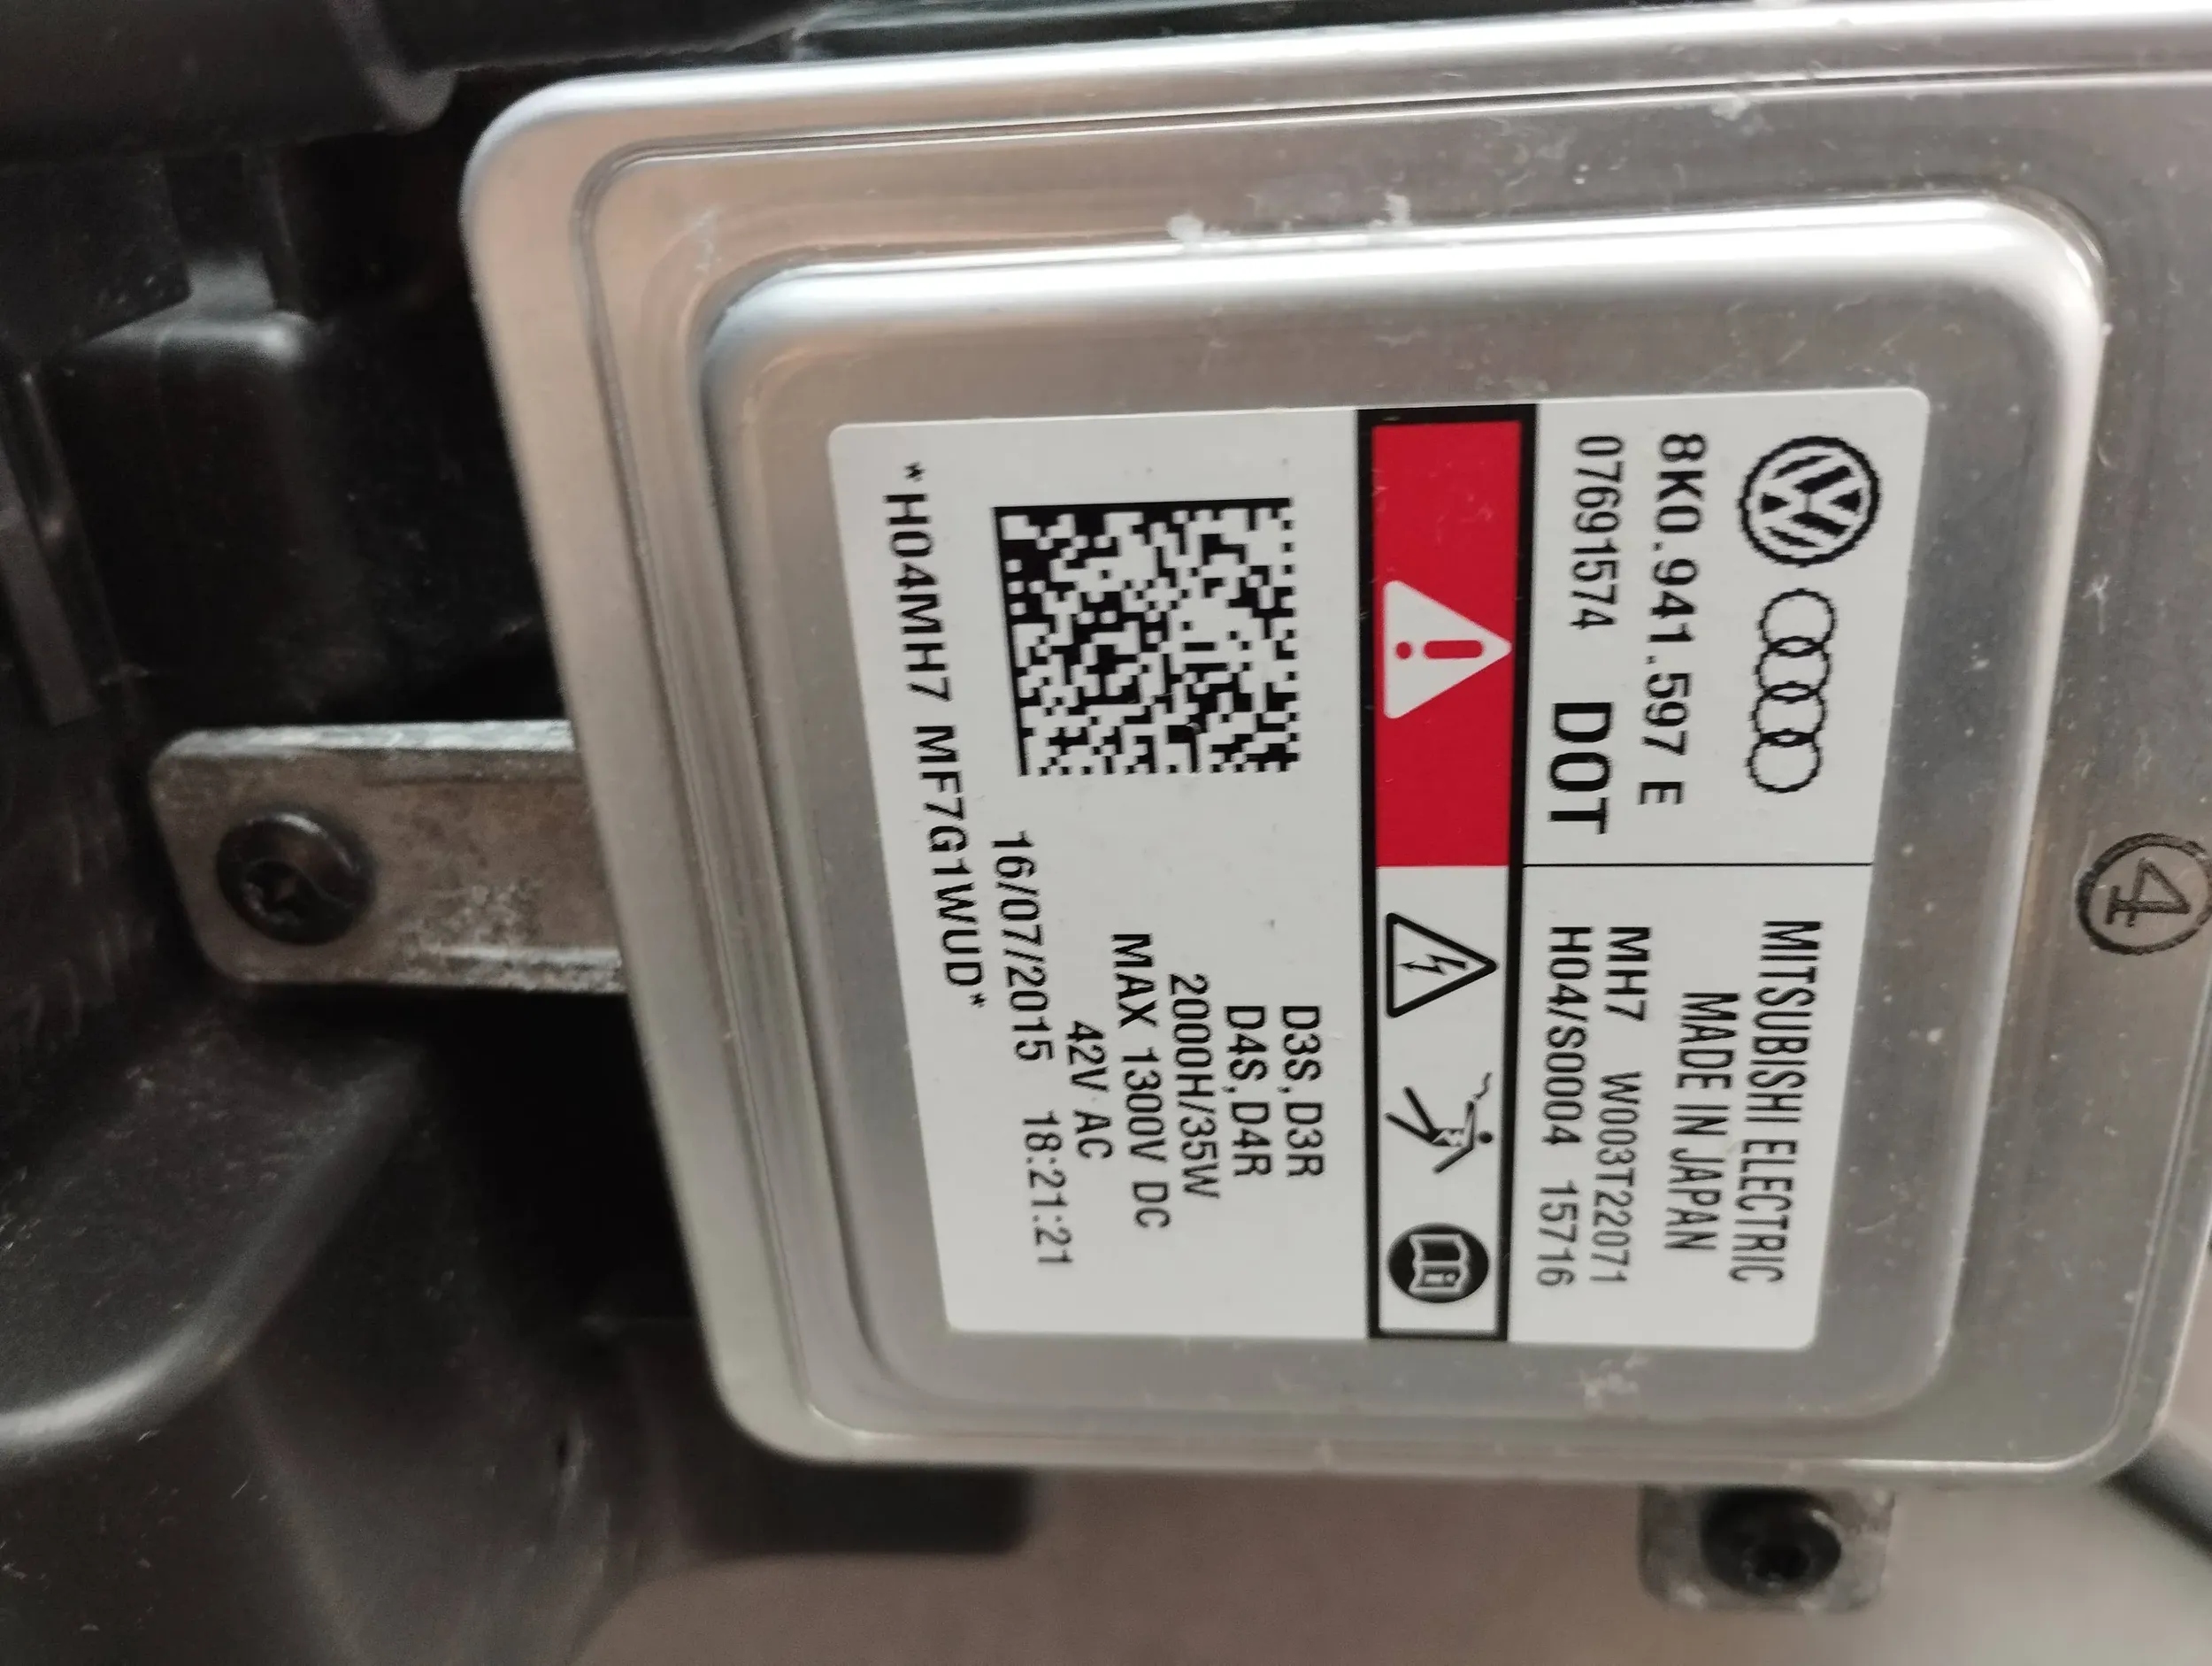 8K0.941.597 E
076915574 DOT
MITSUBISHI ELECTRIC
MADE IN JAPAN
MH7 W003T22071
H04/S0004 15716
D3S,D3R
D4S,D4R
2000H/35W
MAX 1300V DC
42V AC
16/07/2015 18:21:21
*H04MH7 MF7G1WUD*
4